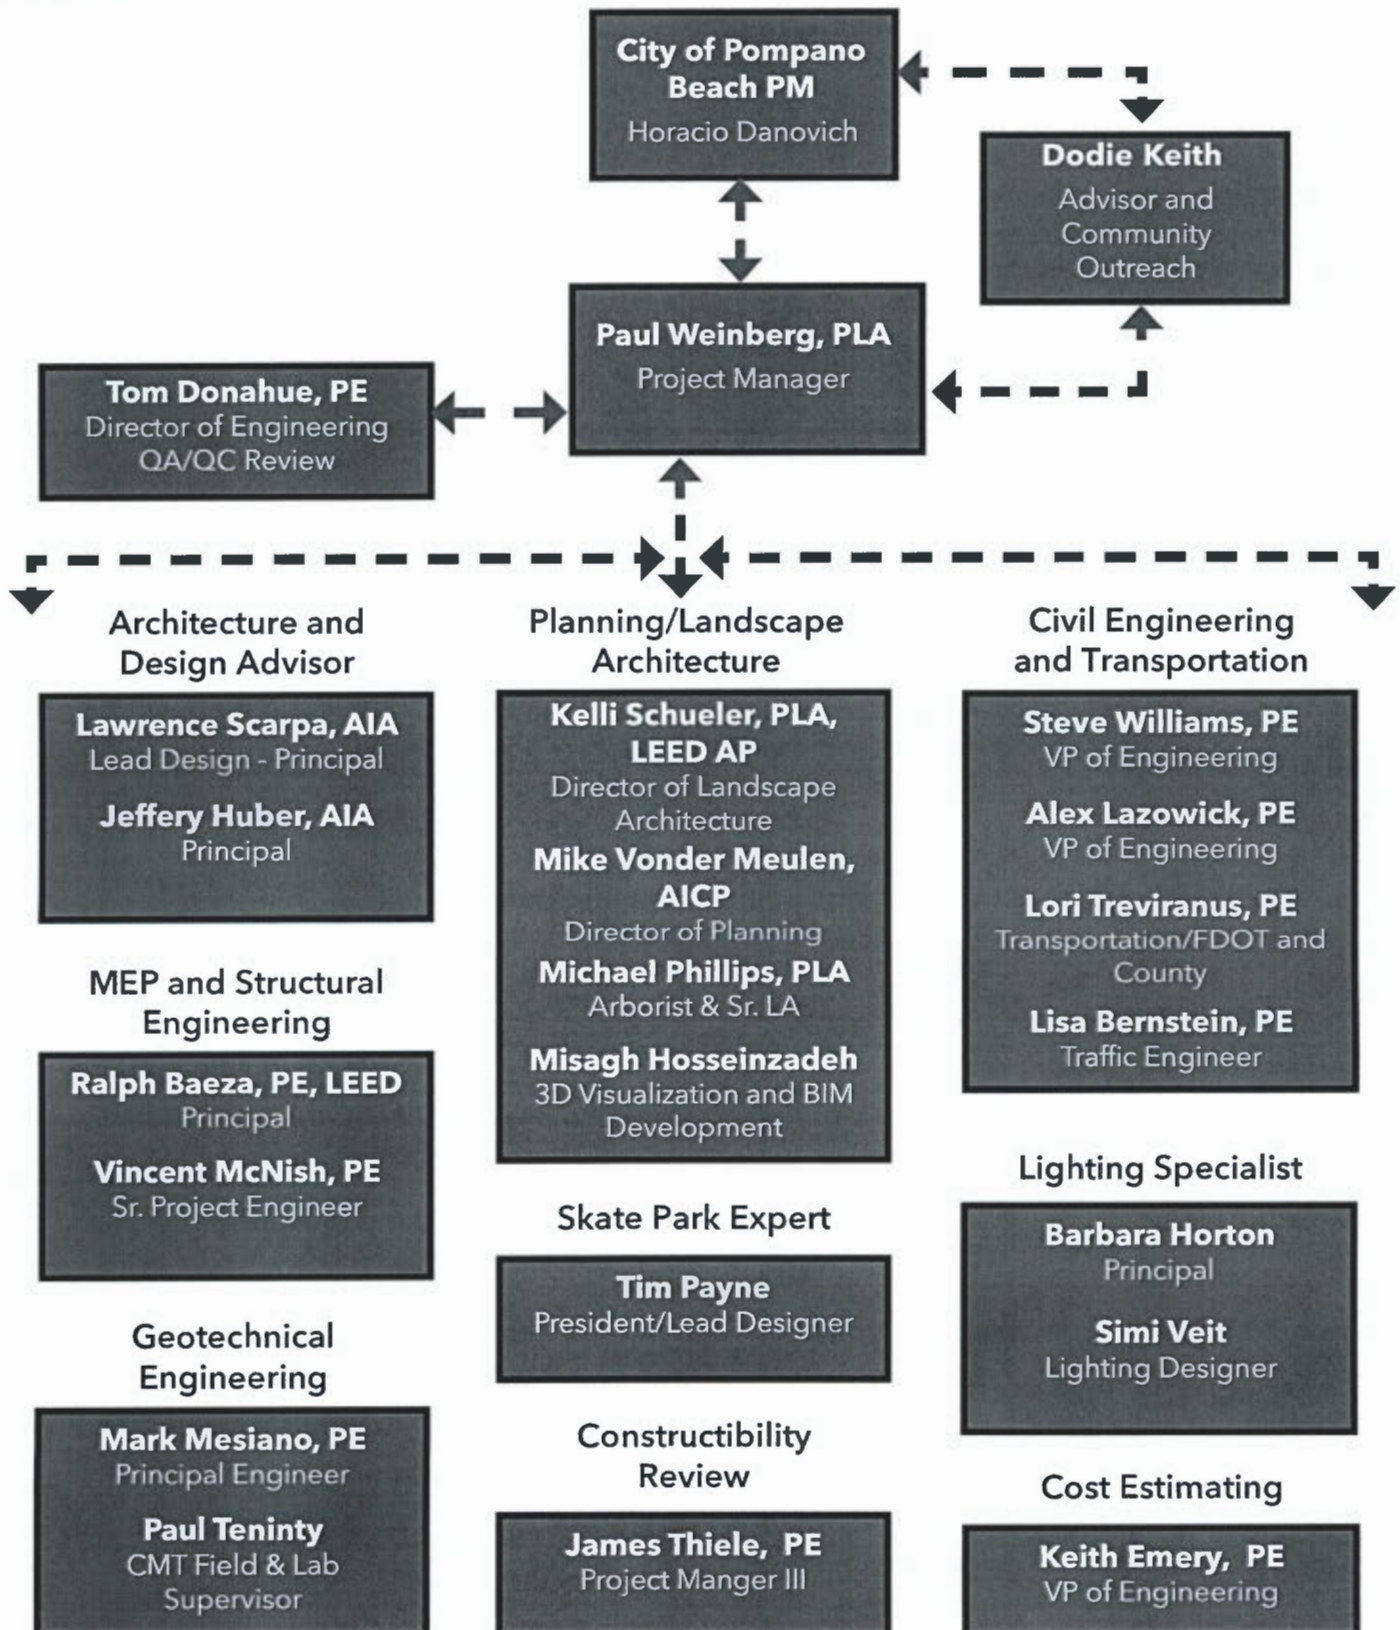 City of Pompano
Beach PM
Horacio Danovich
Dodie Keith
Advisor and
Community
Outreach
Paul Weinberg, PLA
Project Manager
Tom Donahue, PE
Director of Engineering
QA/QC Review
Architecture and
Design Advisor
Lawrence Scarpa, AIA
Lead Design - Principal
Jeffery Huber, AIA
Principal
MEP and Structural
Engineering
Ralph Baeza, PE, LEED
Principal
Vincent McNish, PE
Sr. Project Engineer
Geotechnical
Engineering
Mark Mesiano, PE
Principal Engineer
Paul Teninty
CMT Field & Lab
Supervisor
Planning/Landscape
Architecture
Kelli Schueler, PLA,
LEED AP
Director of Landscape
Architecture
Mike Vonder Meulen,
AICP
Director of Planning
Michael Phillips, PLA
Arborist & Sr. LA
Misagh Hosseinzadeh
3D Visualization and BIM
Development
Skate Park Expert
Tim Payne
President/Lead Designer
Constructibility
Review
James Thiele, PE
Project Manger III
Civil Engineering
and Transportation
Steve Williams, PE
VP of Engineering
Alex Lazowick, PE
VP of Engineering
Lori Treviranus, PE
Transportation/FDOT and
County
Lisa Bernstein, PE
Traffic Engineer
Lighting Specialist
Barbara Horton
Principal
Simi Veit
Lighting Designer
Cost Estimating
Keith Emery, PE
VP of Engineering